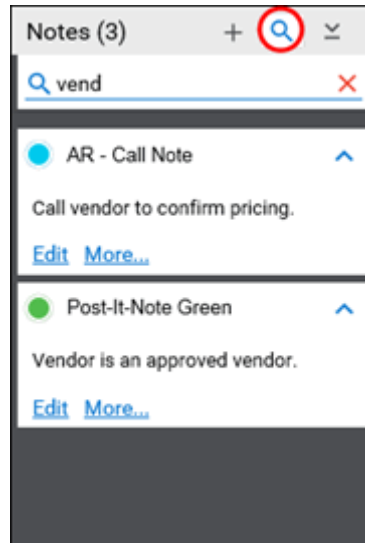 Notes (3)
vend
AR - Call Note
Call vendor to confirm pricing.
Edit More...
Post-It-Note Green
Vendor is an approved vendor.
Edit More...